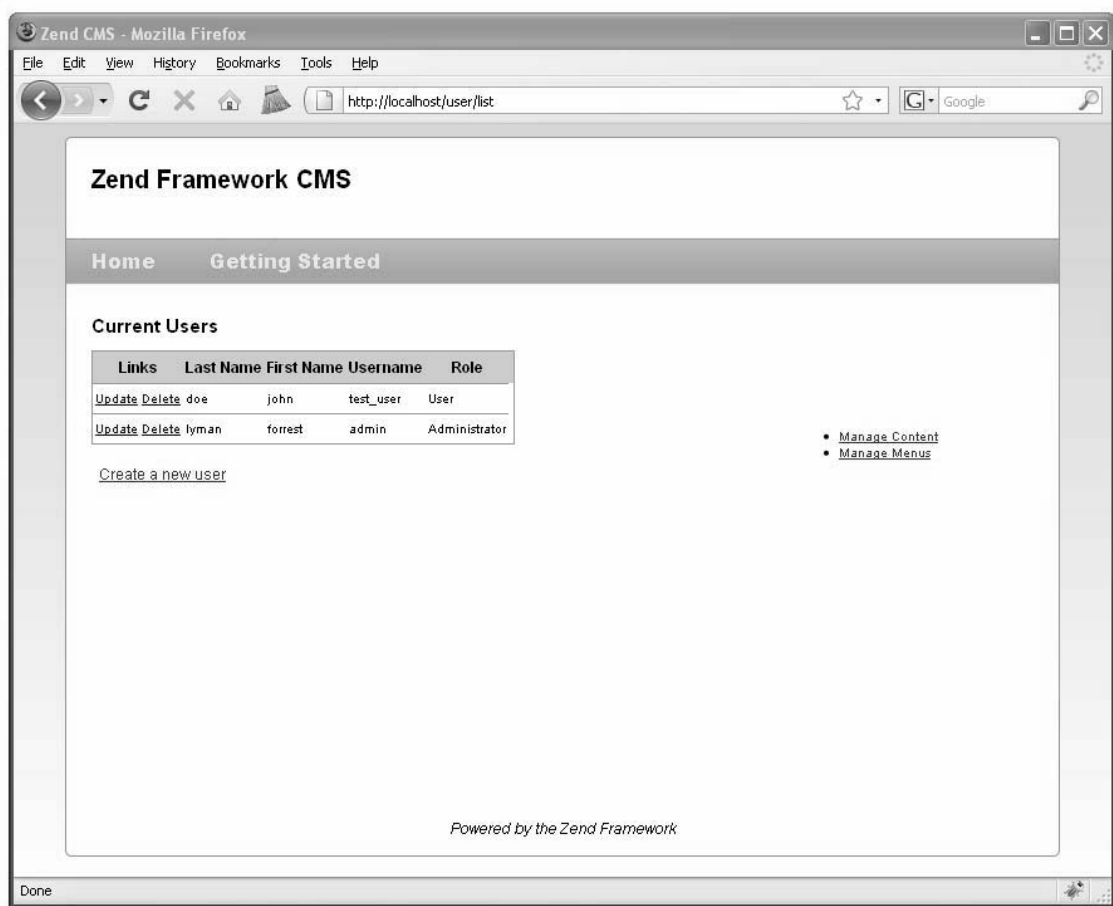 Zend CMS - Mozilla Firefox
File Edit View History Bookmarks Tools Help
http://localhost/user/list
G Google
Zend Framework CMS
Home Getting Started
Current Users
Links Last Name First Name Username Role
Update Delete doe john test_user User
Update Delete lyman forrest admin Administrator
Manage Content
Manage Menus
Create a new user
Powered by the Zend Framework
Done